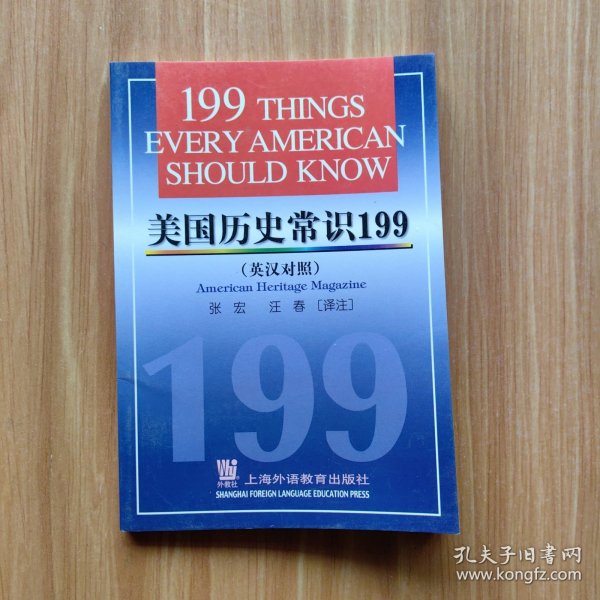 199 THINGS
EVERY AMERICAN
SHOULD KNOW
美国历史常识199
（英汉对照）
American Heritage Magazine
张 宏 汪 春 [译注]
199
Why
外教社
上海外语教育出版社
SHANGHAI FOREIGN LANGUAGE EDUCATION PRESS
孔夫子旧书网
www.kongfz.com